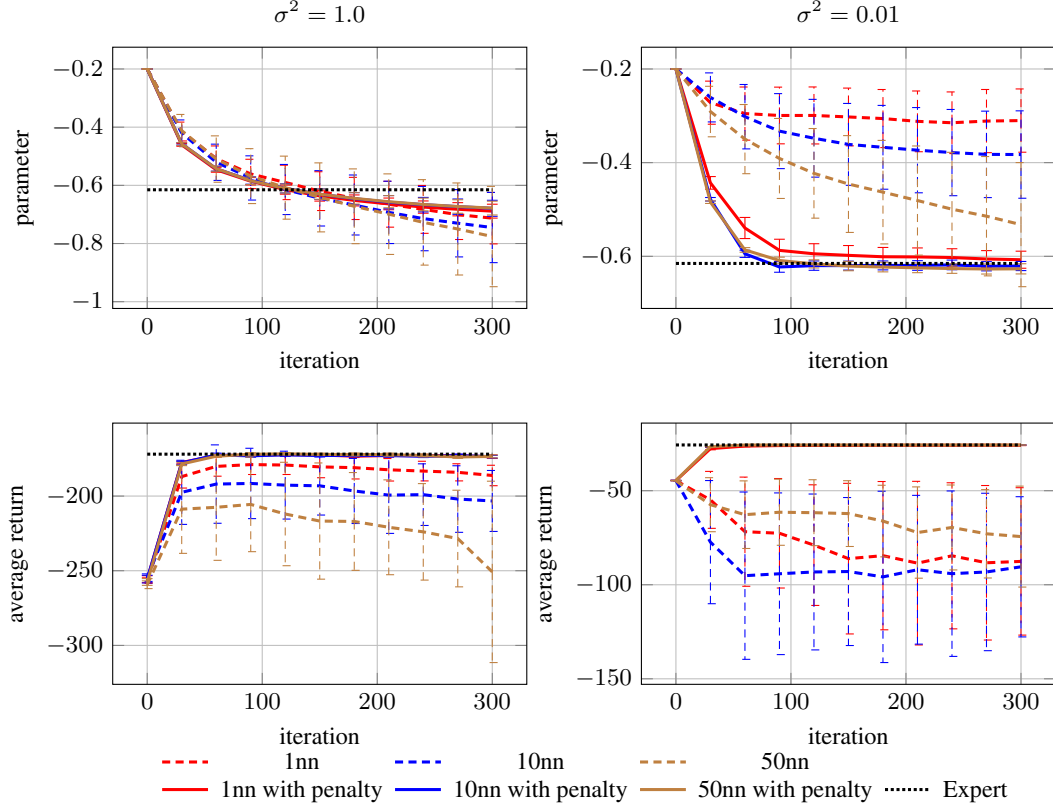 σ² = 1.0
σ² = 0.01
−0.2
−0.4
−0.6
−0.8
−1
parameter
0
100
200
300
iteration
−0.2
−0.4
−0.6
parameter
0
100
200
300
iteration
−200
−250
−300
average return
0
100
200
300
iteration
−50
−100
−150
average return
0
100
200
300
iteration
1nn
10nn
50nn
1nn with penalty
10nn with penalty
50nn with penalty
Expert